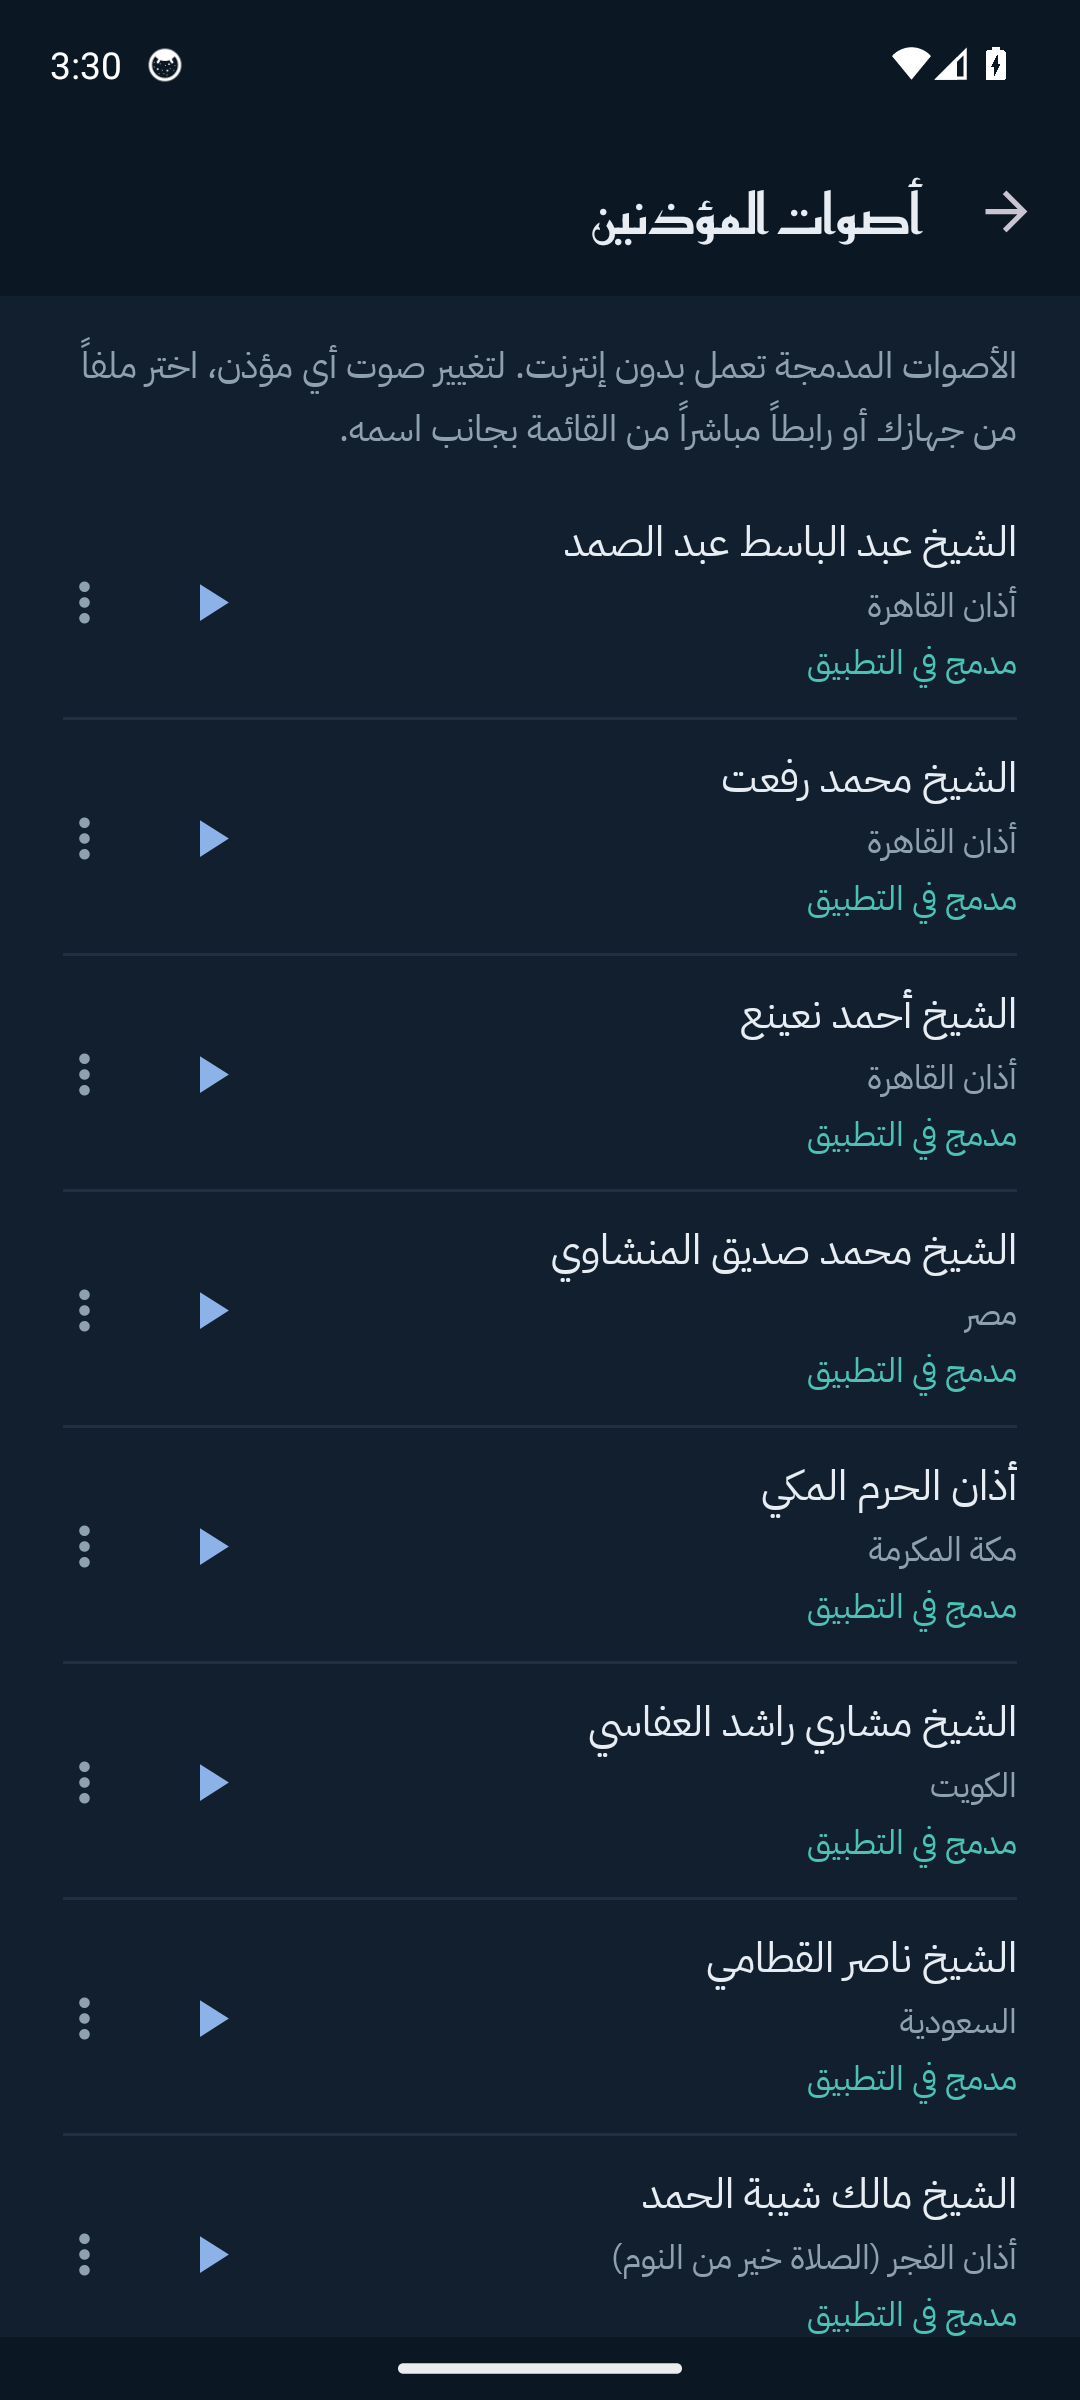 3:30
أصوات المؤذنين
الأصوات المدمجة تعمل بدون إنترنت. لتغيير صوت أي مؤذن، اختر ملفاً
من جهازك أو رابطاً مباشراً من القائمة بجانب اسمه.
الشيخ عبد الباسط عبد الصمد
أذان القاهرة
مدمج في التطبيق
الشيخ محمد رفعت
أذان القاهرة
مدمج في التطبيق
الشيخ أحمد نعينع
أذان القاهرة
مدمج في التطبيق
الشيخ محمد صديق المنشاوي
مصر
مدمج في التطبيق
أذان الحرم المكي
مكة المكرمة
مدمج في التطبيق
الشيخ مشاري راشد العفاسي
الكويت
مدمج في التطبيق
الشيخ ناصر القطامي
السعودية
مدمج في التطبيق
الشيخ مالك شيبة الحمد
أذان الفجر (الصلاة خير من النوم)
مدمج في التطبيق